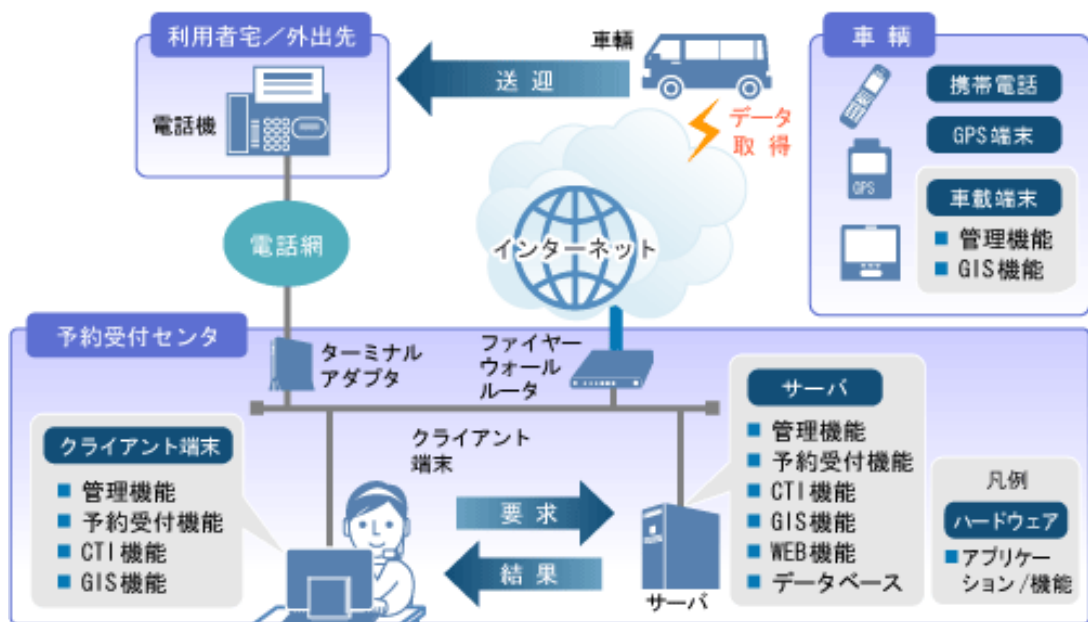 利用者宅／外出先
電話機
送迎
車輌
データ
取得
車輌
携帯電話
GPS端末
GPS
車載端末
管理機能
GIS機能
電話網
インターネット
予約受付センタ
ターミナル
アダプタ
ファイヤー
ウォール
ルータ
サーバ
管理機能
予約受付機能
CTI機能
GIS機能
WEB機能
データベース
クライアント端末
管理機能
予約受付機能
CTI機能
GIS機能
クライアント
端末
要求
結果
サーバ
凡例
ハードウェア
アプリケー
ション/機能